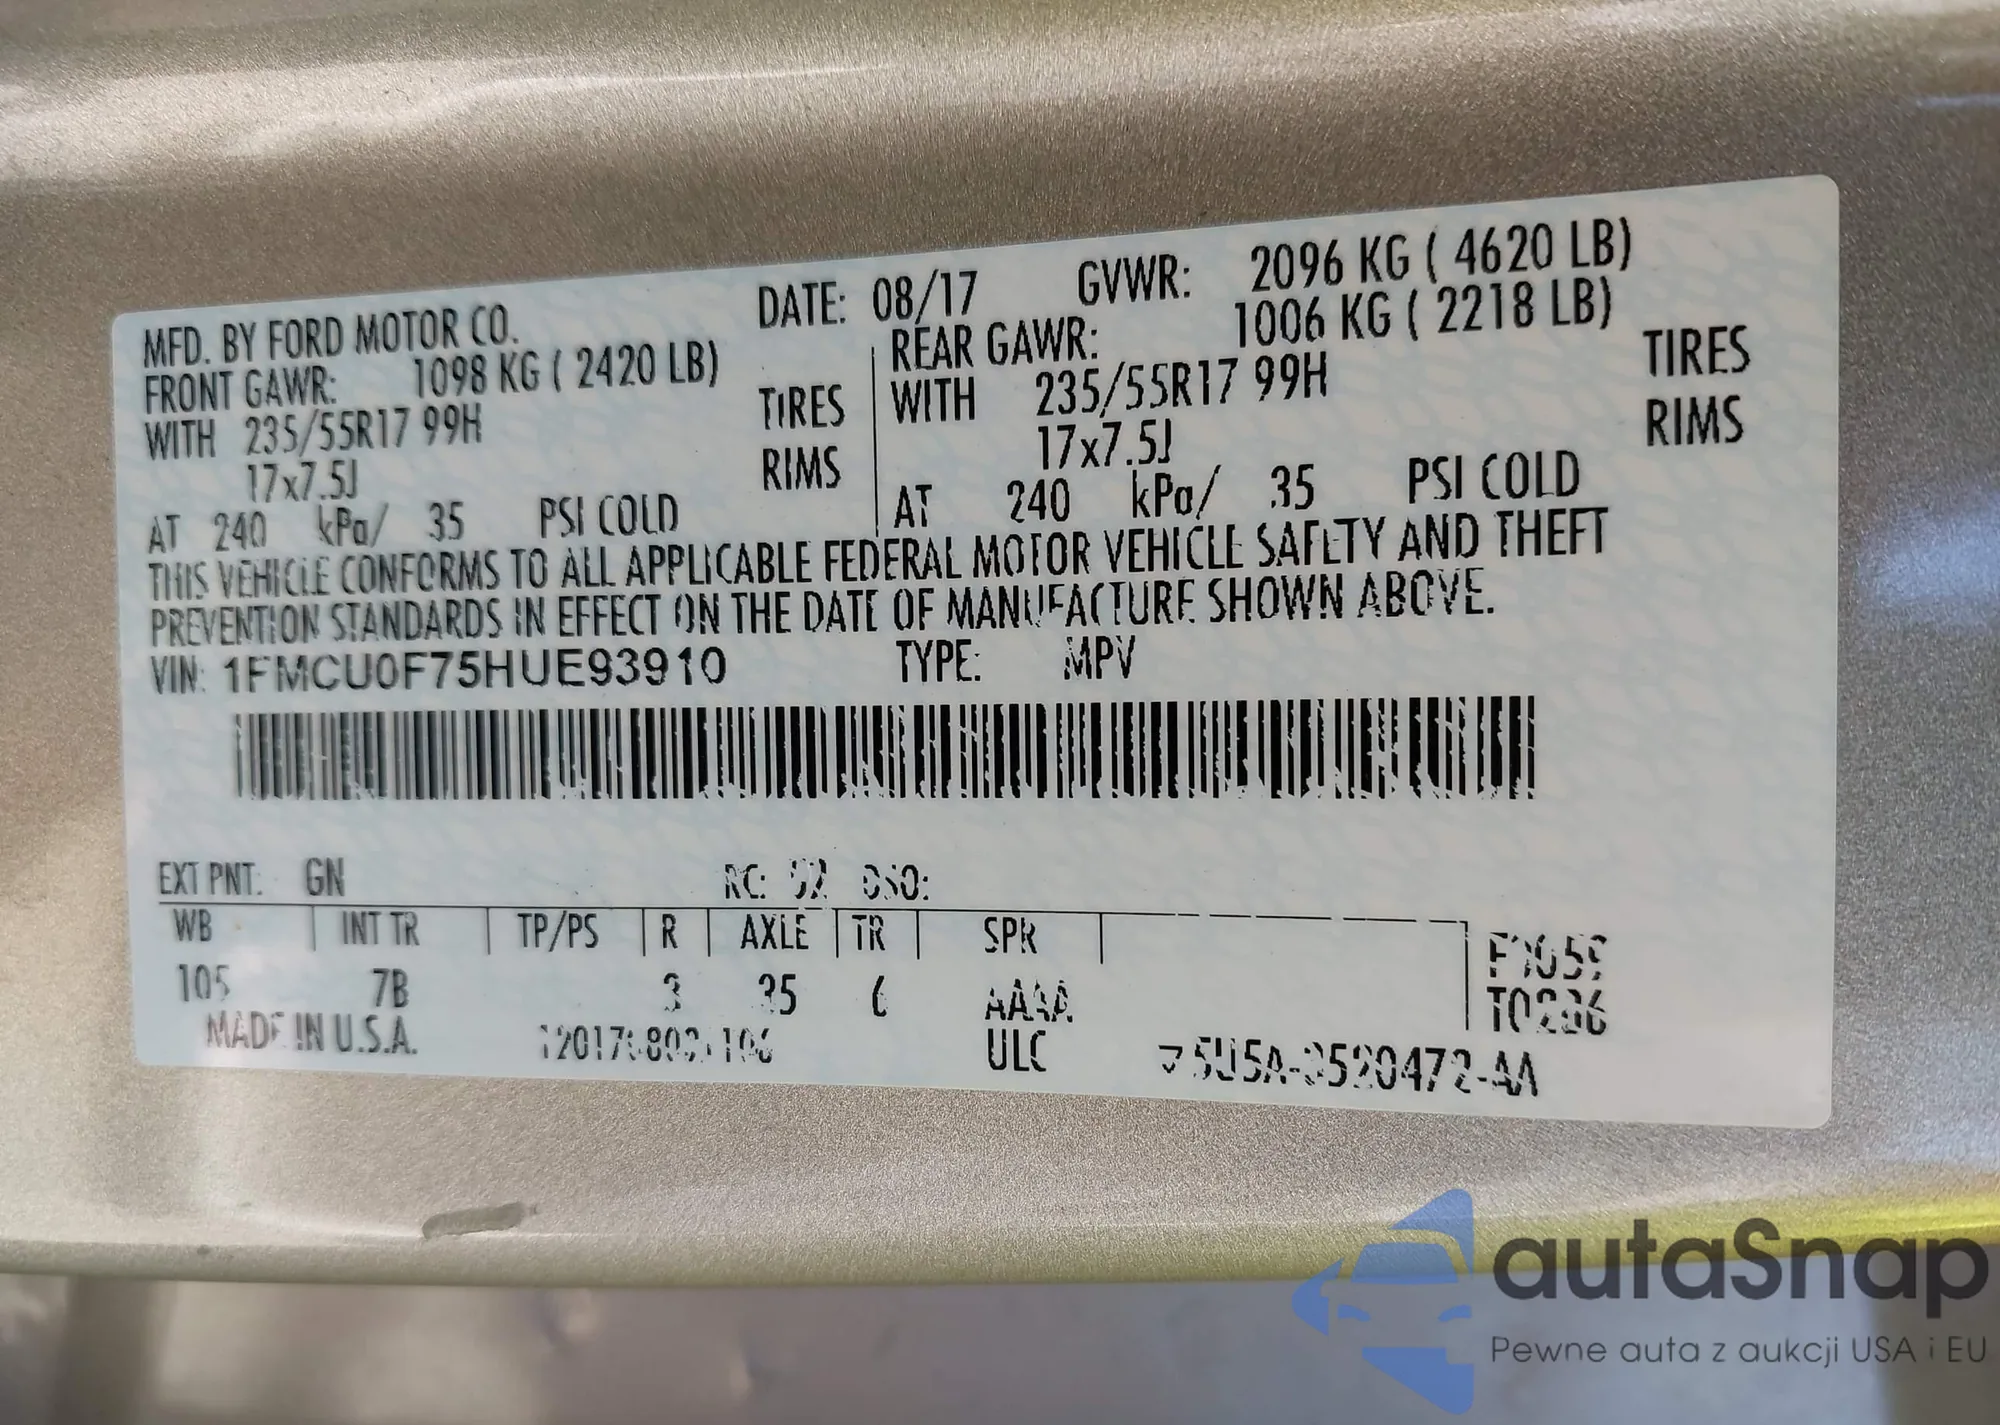 MFD. BY FORD MOTOR CO. DATE: 08/17 GVWR: 2096 KG ( 4620 LB)
FRONT GAWR: 1098 KG ( 2420 LB) REAR GAWR: 1006 KG ( 2218 LB)
WITH 235/55R17 99H TIRES WITH 235/55R17 99H TIRES
17x7.5J RIMS 17x7.5J RIMS
AT 240 kPa/ 35 PSI COLD AT 240 kPa/ 35 PSI COLD
THIS VEHICLE CONFORMS TO ALL APPLICABLE FEDERAL MOTOR VEHICLE SAFETY AND THEFT
PREVENTION STANDARDS IN EFFECT ON THE DATE OF MANUFACTURE SHOWN ABOVE.
VIN: 1FMCU0F75HUE93910 TYPE: MPV
EXT PNT: GN RC: 52 DSO:
WB INT TR TP/PS R AXLE TR SPR
105 7B 3 35 6 AAAA
MADE IN U.S.A. ULC
autaSnap
Pewne auta z aukcji USA i EU